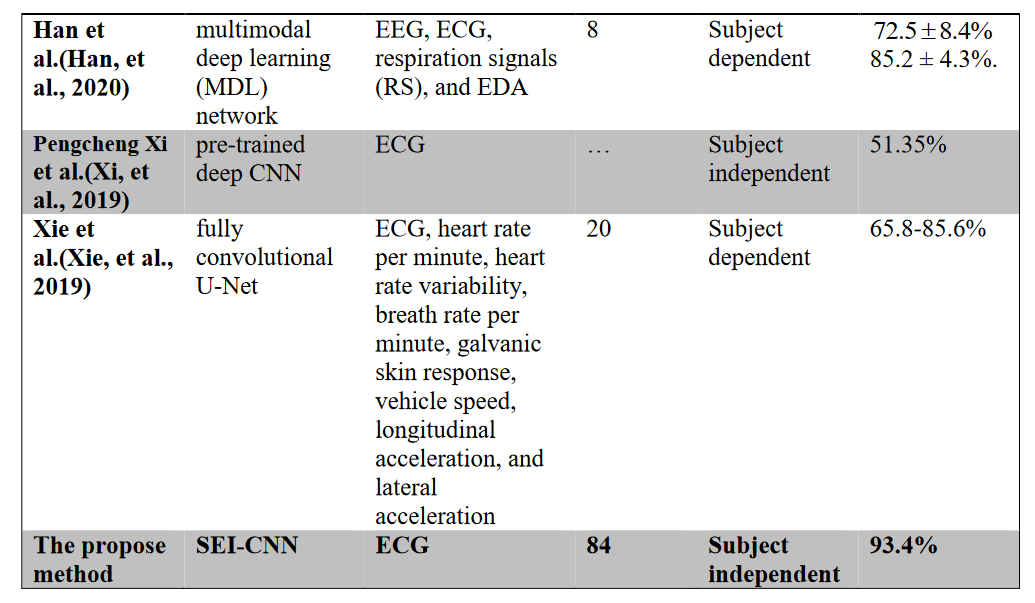 Han et al.(Han, et al., 2020) multimodal deep learning (MDL) network EEG, ECG, respiration signals (RS), and EDA 8 Subject dependent 72.5±8.4% 85.2 ± 4.3%.
Pengcheng Xi et al.(Xi, et al., 2019) pre-trained deep CNN ECG … Subject independent 51.35%
Xie et al.(Xie, et al., 2019) fully convolutional U-Net ECG, heart rate per minute, heart rate variability, breath rate per minute, galvanic skin response, vehicle speed, longitudinal acceleration, and lateral acceleration 20 Subject dependent 65.8-85.6%
The propose method SEI-CNN ECG 84 Subject independent 93.4%